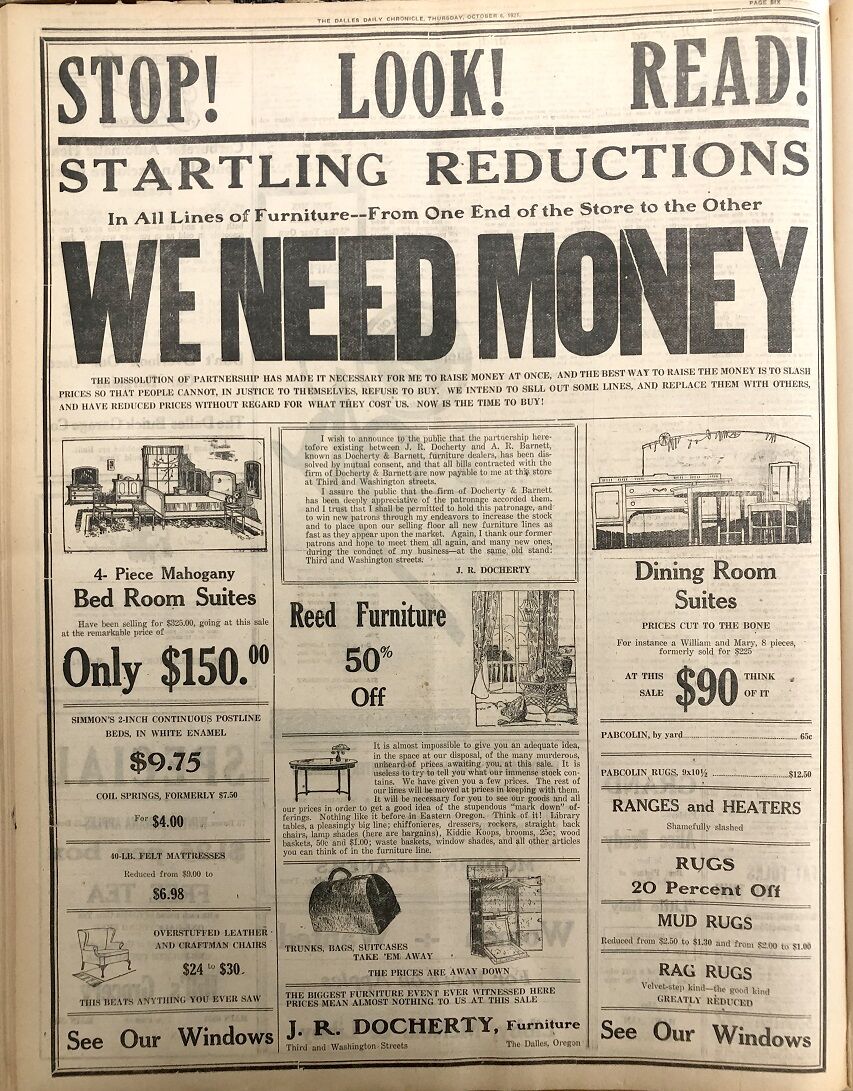 PAGE SIX
THE DALLES DAILY CHRONICLE, THURSDAY, OCTOBER 6, 1921.
STOP! LOOK! READ!
STARTLING REDUCTIONS
In All Lines of Furniture--From One End of the Store to the Other
WE NEED MONEY
THE DISSOLUTION OF PARTNERSHIP HAS MADE IT NECESSARY FOR ME TO RAISE MONEY AT ONCE, AND THE BEST WAY TO RAISE THE MONEY IS TO SLASH
PRICES SO THAT PEOPLE CANNOT, IN JUSTICE TO THEMSELVES, REFUSE TO BUY. WE INTEND TO SELL OUT SOME LINES, AND REPLACE THEM WITH OTHERS,
AND HAVE REDUCED PRICES WITHOUT REGARD FOR WHAT THEY COST US. NOW IS THE TIME TO BUY!
4- Piece Mahogany
Bed Room Suites
Have been selling for $325.00, going at this sale
at the remarkable price of
Only $150.00
SIMMON'S 2-INCH CONTINUOUS POSTLINE
BEDS, IN WHITE ENAMEL
$9.75
COIL SPRINGS, FORMERLY $7.50
For $4.00
40-LB. FELT MATTRESSES
Reduced from $9.00 to
$6.98
OVERSTUFFED LEATHER
AND CRAFTMAN CHAIRS
$24 to $30.
THIS BEATS ANYTHING YOU EVER SAW
See Our Windows
I wish to announce to the public that the partorship here-
tofore existing between J. R. Docherty and A. R. Barnett,
known as Docherty & Barnett, furniture dealers, has been dis-
solved by mutual consent, and that all bills contracted with the
firm of Docherty & Barnett are now payable to me at this store
at Third and Washington streets.
I assure the public that the firm of Docherty & Barnett
has been deeply appreciative of the patronage accorded them,
and I trust that I shall be permitted to hold this patronage, and
to win new patrons through my endeavors to increase the stock
and to place upon our selling floor all new furniture lines as
fast as they appear upon the market. Again, I thank our former
patrons and hope to meet them all again, and many new ones,
during the conduct of my business—at the same old stand:
Third and Washington streets.
J. R. DOCHERTY
Reed Furniture
50%
Off
It is almost impossible to give you an adequate idea,
in the space at our disposal, of the many murderous,
unheard-of prices awaiting you at this sale. It is
useless to try to tell you what our immense stock con-
tains. We have given you a few prices. The rest of
our lines will be moved at prices in keeping with them.
It will be necessary for you to see our goods and all
our prices in order to get a good idea of the stupendous "mark down" of-
ferings. Nothing like it before in Eastern Oregon. Think of it! Library
tables, a pleasingly big line; chiffonieres, dressers, rockers, straight back
chairs, lamp shades (here are bargains), Kiddie Koops, brooms, 25c; wood
baskets, 50c and $1.00; waste baskets, window shades, and all other articles
you can think of in the furniture line.
TRUNKS, BAGS, SUITCASES
TAKE 'EM AWAY
THE PRICES ARE AWAY DOWN
THE BIGGEST FURNITURE EVENT EVER WITNESSED HERE
PRICES MEAN ALMOST NOTHING TO US AT THIS SALE
J. R. DOCHERTY, Furniture
Third and Washington Streets The Dalles, Oregon
Dining Room
Suites
PRICES CUT TO THE BONE
For instance a William and Mary, 8 pieces,
formerly sold for $225
AT THIS SALE $90 THINK OF IT
PABCOLIN, by yard 65c
PABCOLIN RUGS, 9x10½ $12.50
RANGES and HEATERS
Shamefully slashed
RUGS
20 Percent Off
MUD RUGS
Reduced from $2.50 to $1.30 and from $2.00 to $1.00
RAG RUGS
Velvet-step kind—the good kind
GREATLY REDUCED
See Our Windows